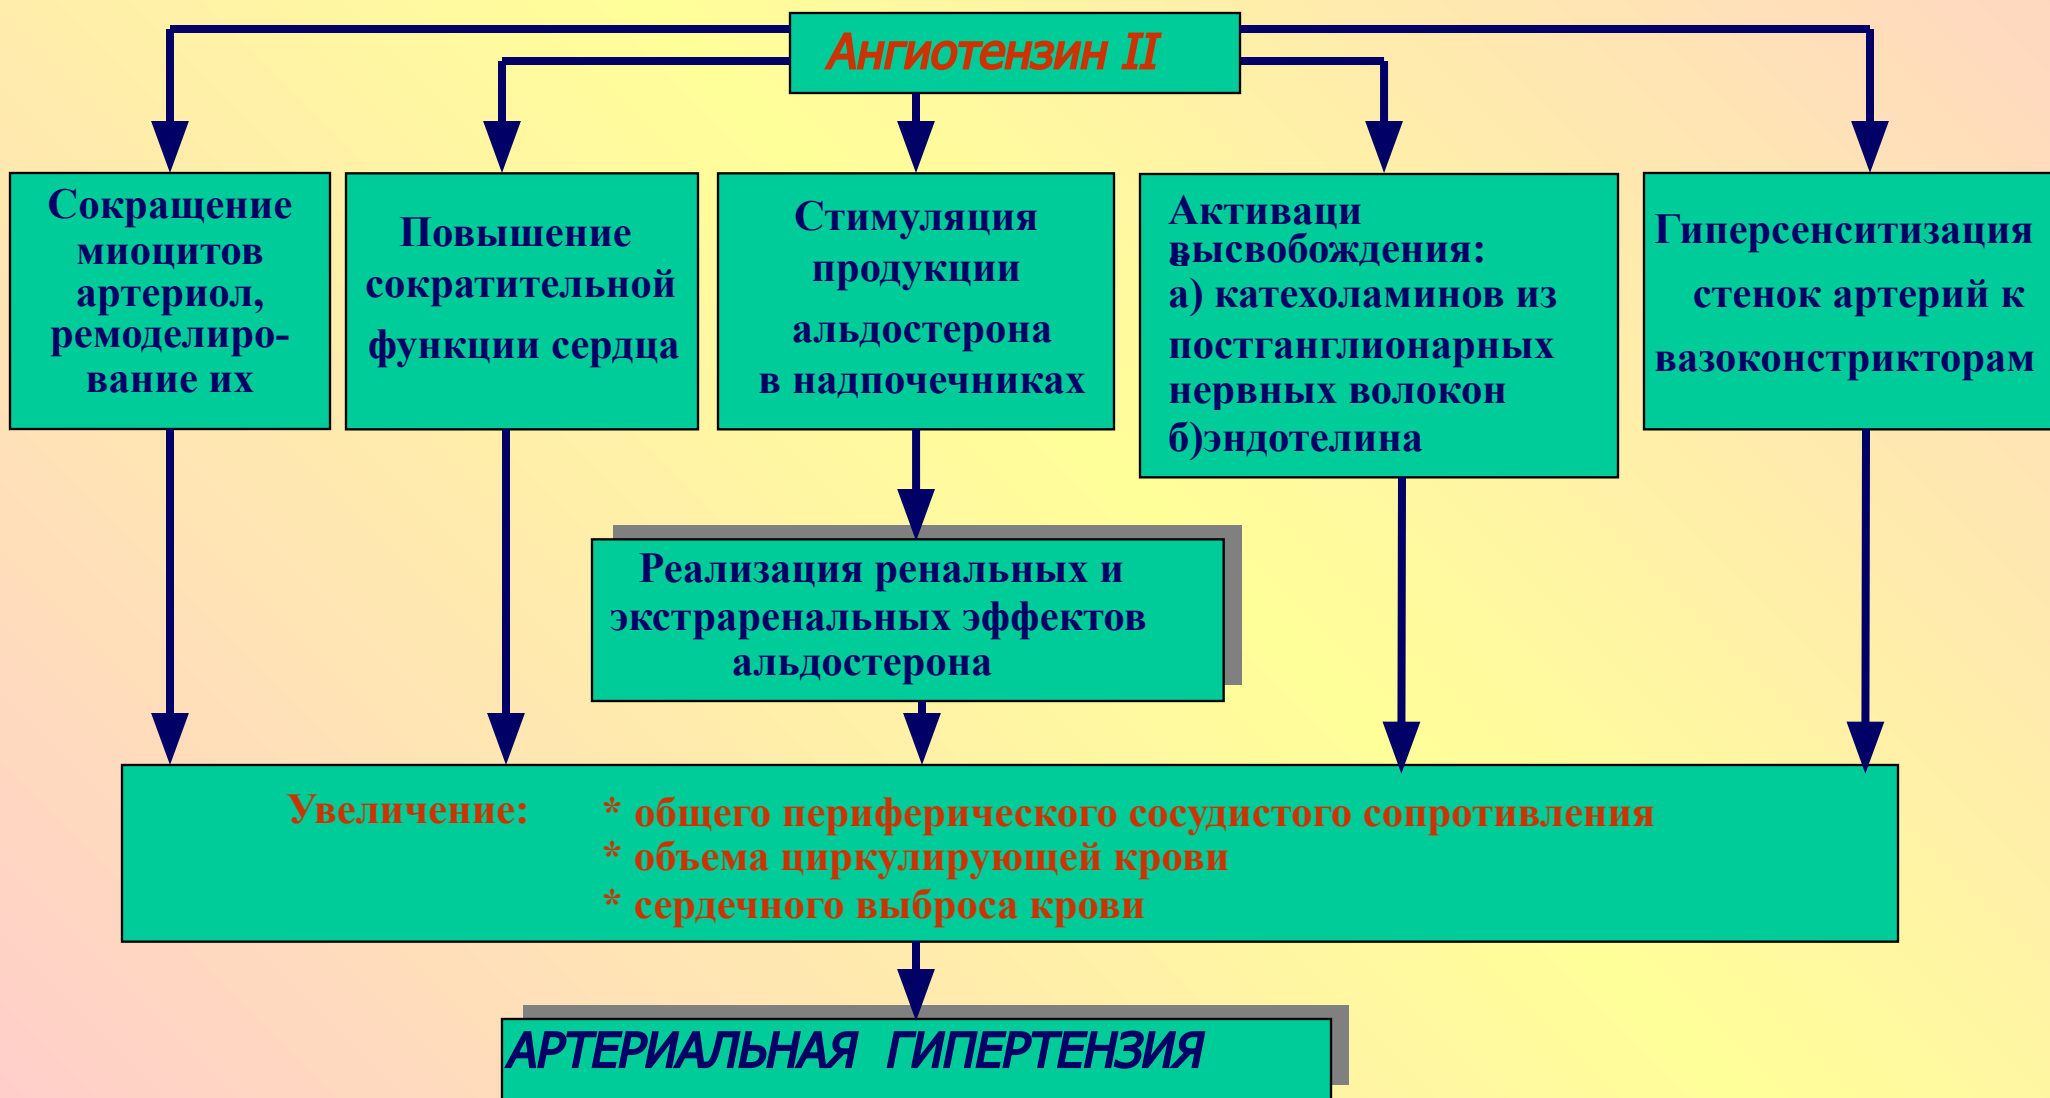 Ангиотензин II
Сокращение
миоцитов
артериол,
ремоделиро-
вание их
Повышение
сократительной
функции сердца
Стимуляция
продукции
альдостерона
в надпочечниках
Активаци
я
высвобождения:
а) катехоламинов из
постганглионарных
нервных волокон
б)эндотелина
Гиперсенситизация
стенок артерий к
вазоконстрикторам
Реализация ренальных и
экстраренальных эффектов
альдостерона
Увеличение: * общего периферического сосудистого сопротивления
* объема циркулирующей крови
* сердечного выброса крови
АРТЕРИАЛЬНАЯ ГИПЕРТЕНЗИЯ